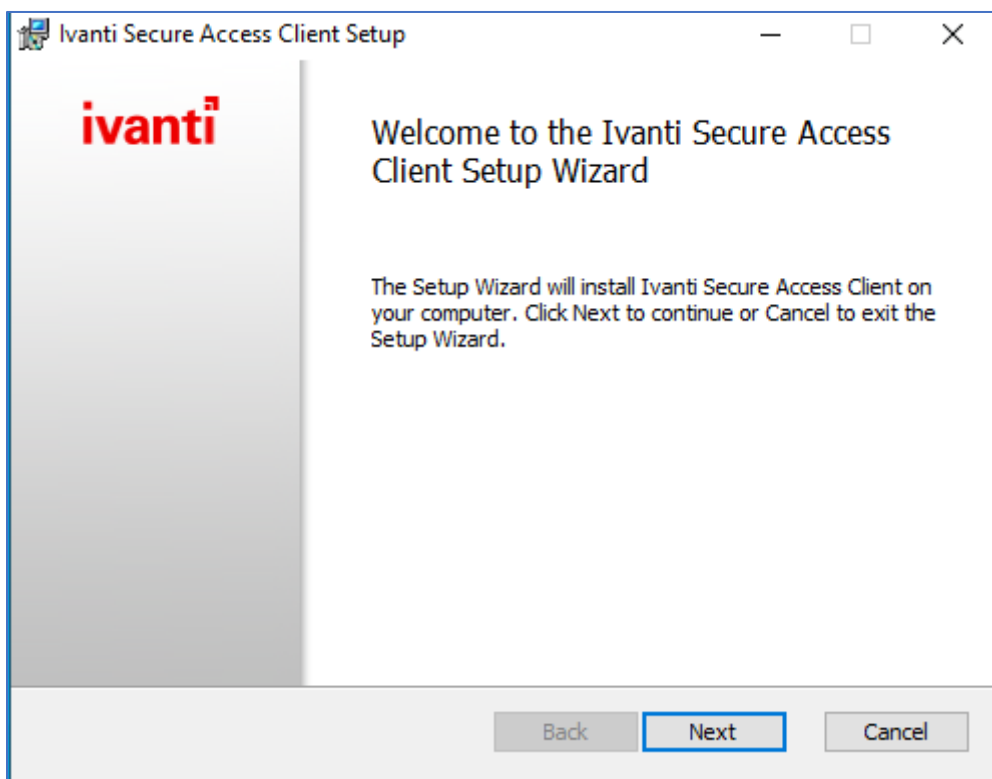 Ivanti Secure Access Client Setup
ivanti
Welcome to the Ivanti Secure Access
Client Setup Wizard
The Setup Wizard will install Ivanti Secure Access Client on
your computer. Click Next to continue or Cancel to exit the
Setup Wizard.
Back
Next
Cancel